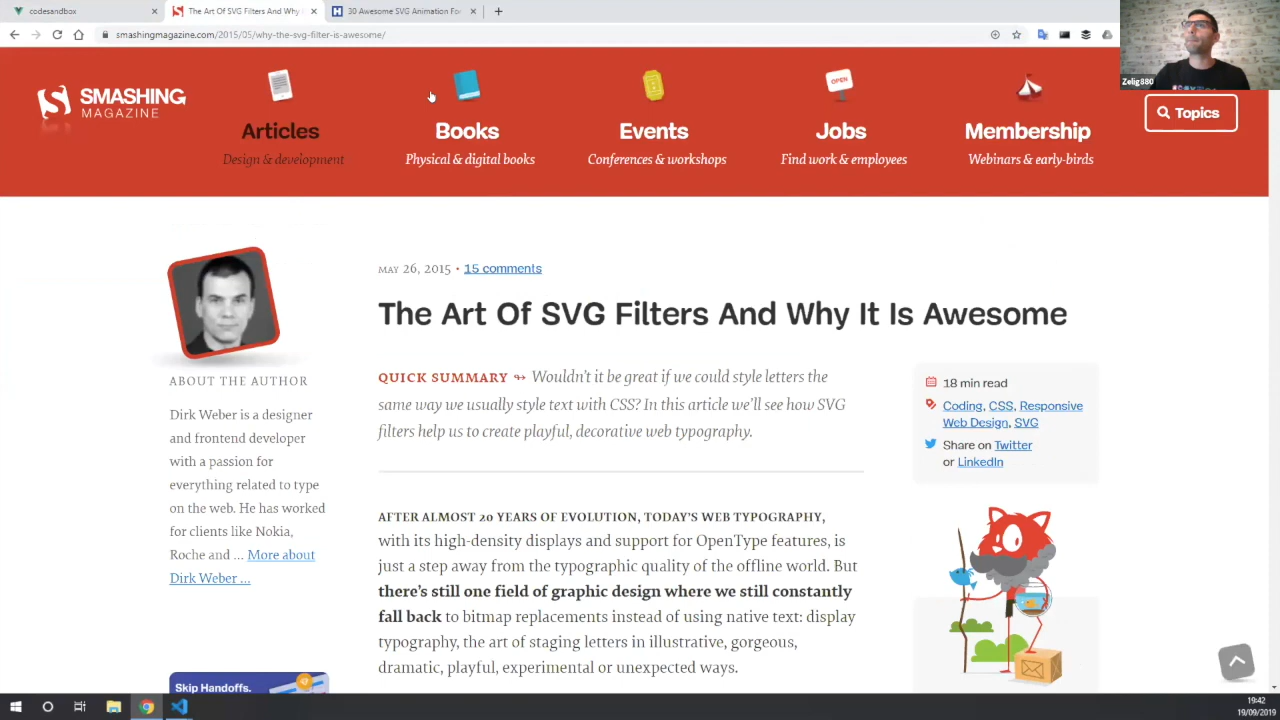 codesandbox
The Art Of SVG Filters And Why
30 Awesome SVG Animation For
smashingmagazine.com/2015/05/why-the-svg-filter-is-awesome/
Zelig880
SMASHING
MAGAZINE
Articles
Design & development
Books
Physical & digital books
Events
Conferences & workshops
OPEN
Jobs
Find work & employees
Membership
Webinars & early-birds
Topics
MAY 26, 2015 • 15 comments
The Art Of SVG Filters And Why It Is Awesome
ABOUT THE AUTHOR
Dirk Weber is a designer
and frontend developer
with a passion for
everything related to type
on the web. He has worked
for clients like Nokia,
Roche and ... More about
Dirk Weber ...
QUICK SUMMARY ↬ Wouldn't it be great if we could style letters the
same way we usually style text with CSS? In this article we'll see how SVG
filters help us to create playful, decorative web typography.
18 min read
Coding, CSS, Responsive
Web Design, SVG
Share on Twitter
or LinkedIn
AFTER ALMOST 20 YEARS OF EVOLUTION, TODAY'S WEB TYPOGRAPHY,
with its high-density displays and support for OpenType features, is
just a step away from the typographic quality of the offline world. But
there's still one field of graphic design where we still constantly
fall back to bitmap replacements instead of using native text: display
typography, the art of staging letters in illustrative, gorgeous,
dramatic, playful, experimental or unexpected ways.
Skip Handoffs.
19:42
19/09/2019